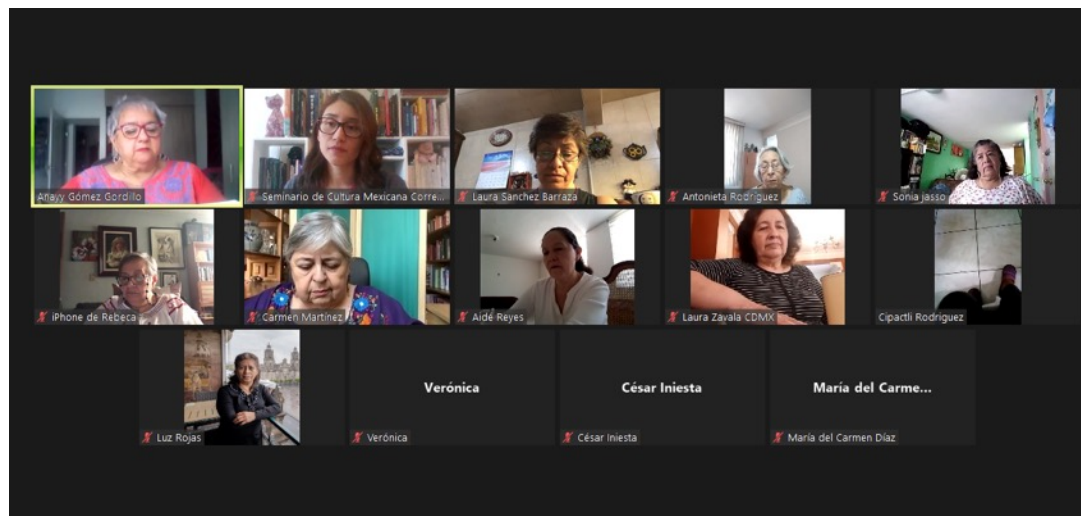 Anayy Gómez Gordillo
Seminario de Cultura Mexicana Corre...
Laura Sanchez Barraza
Antonieta Rodriguez
Sonia jasso
iPhone de Rebeca
Carmen Martínez
Aidé Reyes
Laura Zavala CDMX
Cipactli Rodriguez
Luz Rojas
Verónica
Verónica
César Iniesta
César Iniesta
María del Carme...
María del Carmen Díaz